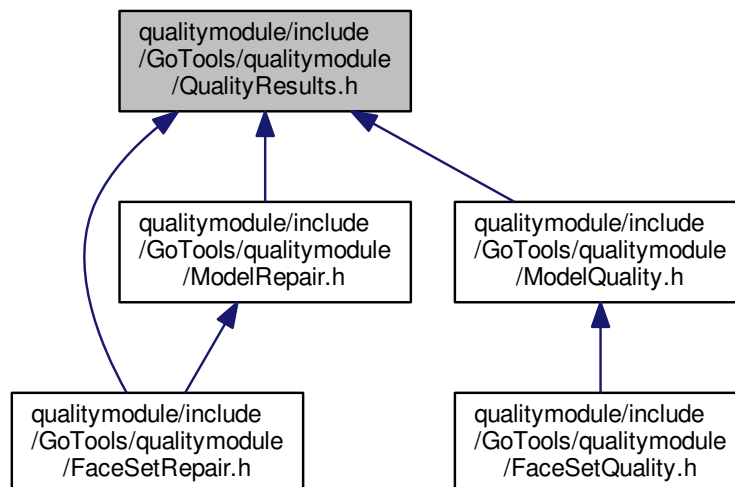 qualitymodule/include
/GoTools/qualitymodule
/QualityResults.h
qualitymodule/include
/GoTools/qualitymodule
/ModelRepair.h
qualitymodule/include
/GoTools/qualitymodule
/ModelQuality.h
qualitymodule/include
/GoTools/qualitymodule
/FaceSetRepair.h
qualitymodule/include
/GoTools/qualitymodule
/FaceSetQuality.h